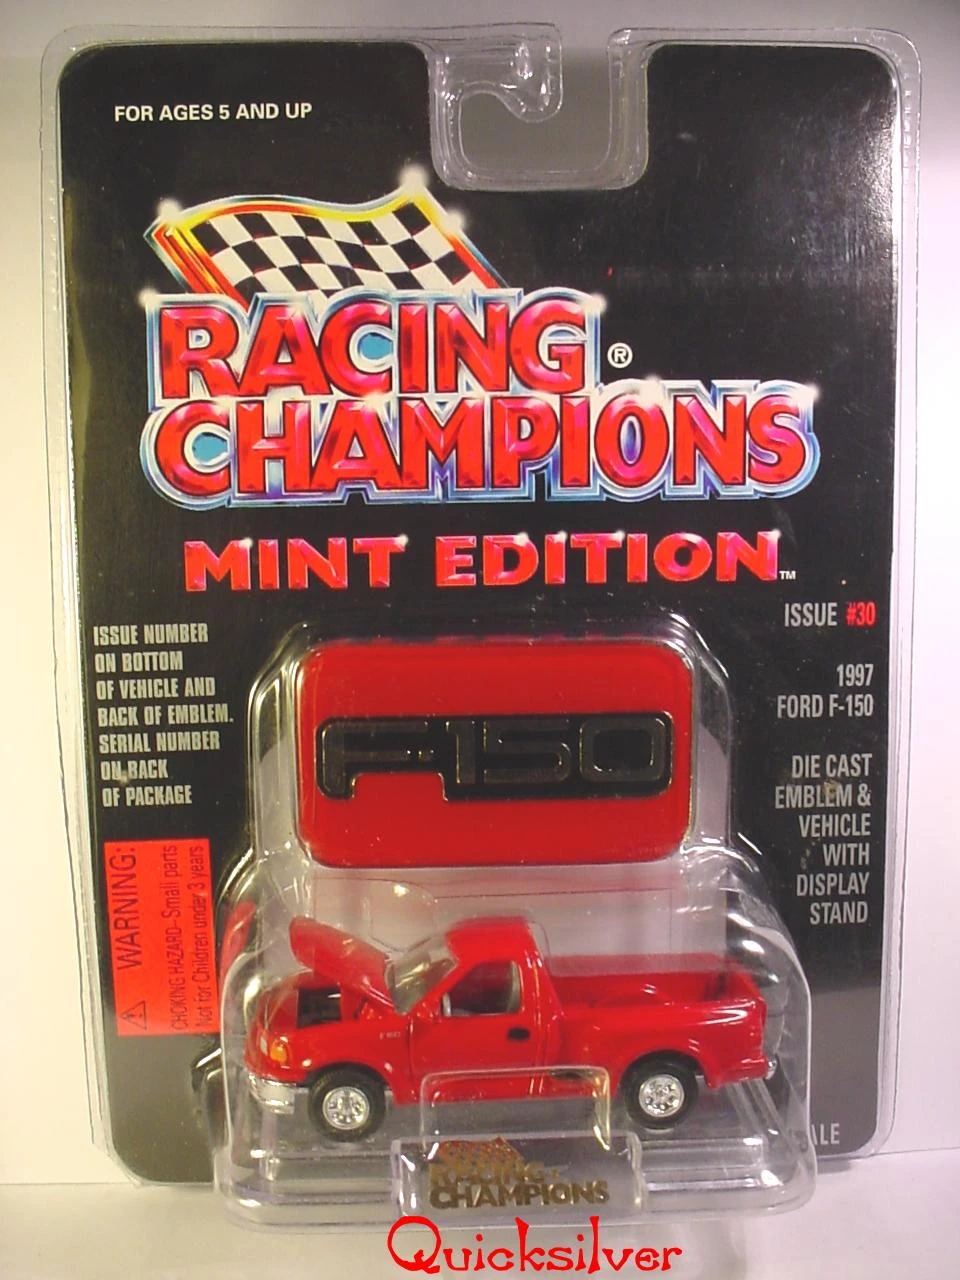 FOR AGES 5 AND UP
RACING ®
CHAMPIONS
MINT EDITION™
ISSUE #30
ISSUE NUMBER
ON BOTTOM
OF VEHICLE AND
BACK OF EMBLEM.
SERIAL NUMBER
ON BACK
OF PACKAGE
1997
FORD F-150
F-150
DIE CAST
EMBLEM &
VEHICLE
WITH
DISPLAY
STAND
WARNING:
CHOKING HAZARD-Small parts
Not for Children under 3 years
F-150
RACING
CHAMPIONS
Quicksilver